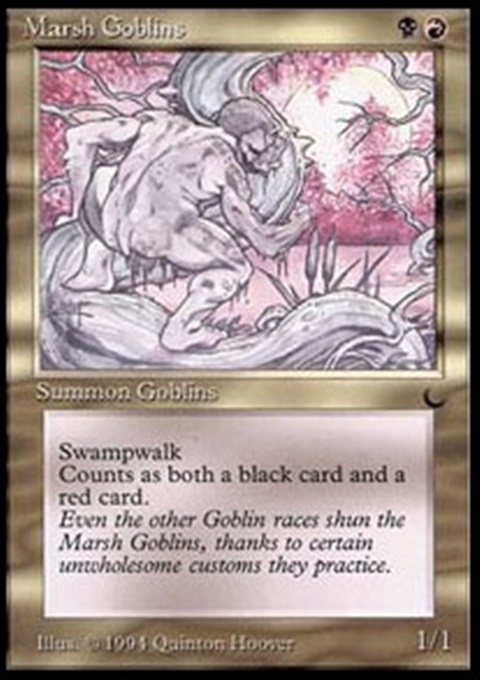 Marsh Goblins
Summon Goblins
Swampwalk
Counts as both a black card and a
red card.
Even the other Goblin races shun the
Marsh Goblins, thanks to certain
unwholesome customs they practice.
Illus. © 1994 Quinton Hoover
1/1